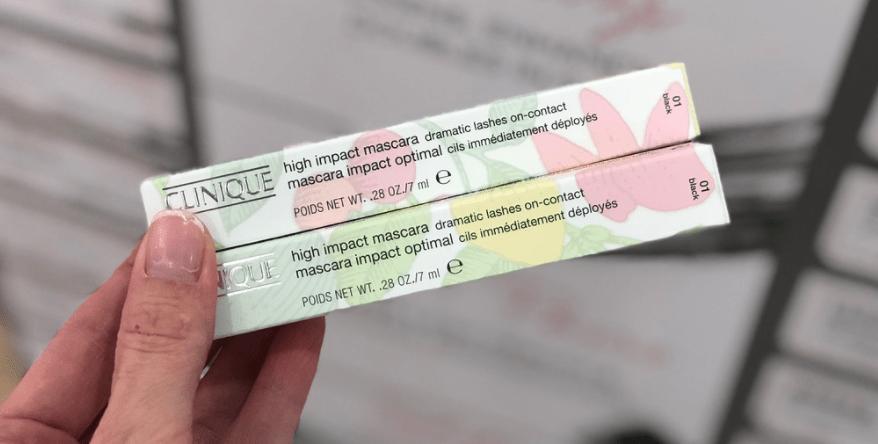 CLINIQUE
high impact mascara dramatic lashes on-contact
mascara impact optimal cils immédiatement déployés
POIDS NET WT. .28 OZ./7 ml ℮
01
black
NIQUE
high impact mascara dramatic lashes on-contact
mascara impact optimal cils immédiatement déployés
POIDS NET WT. .28 OZ./7 ml ℮
01
black